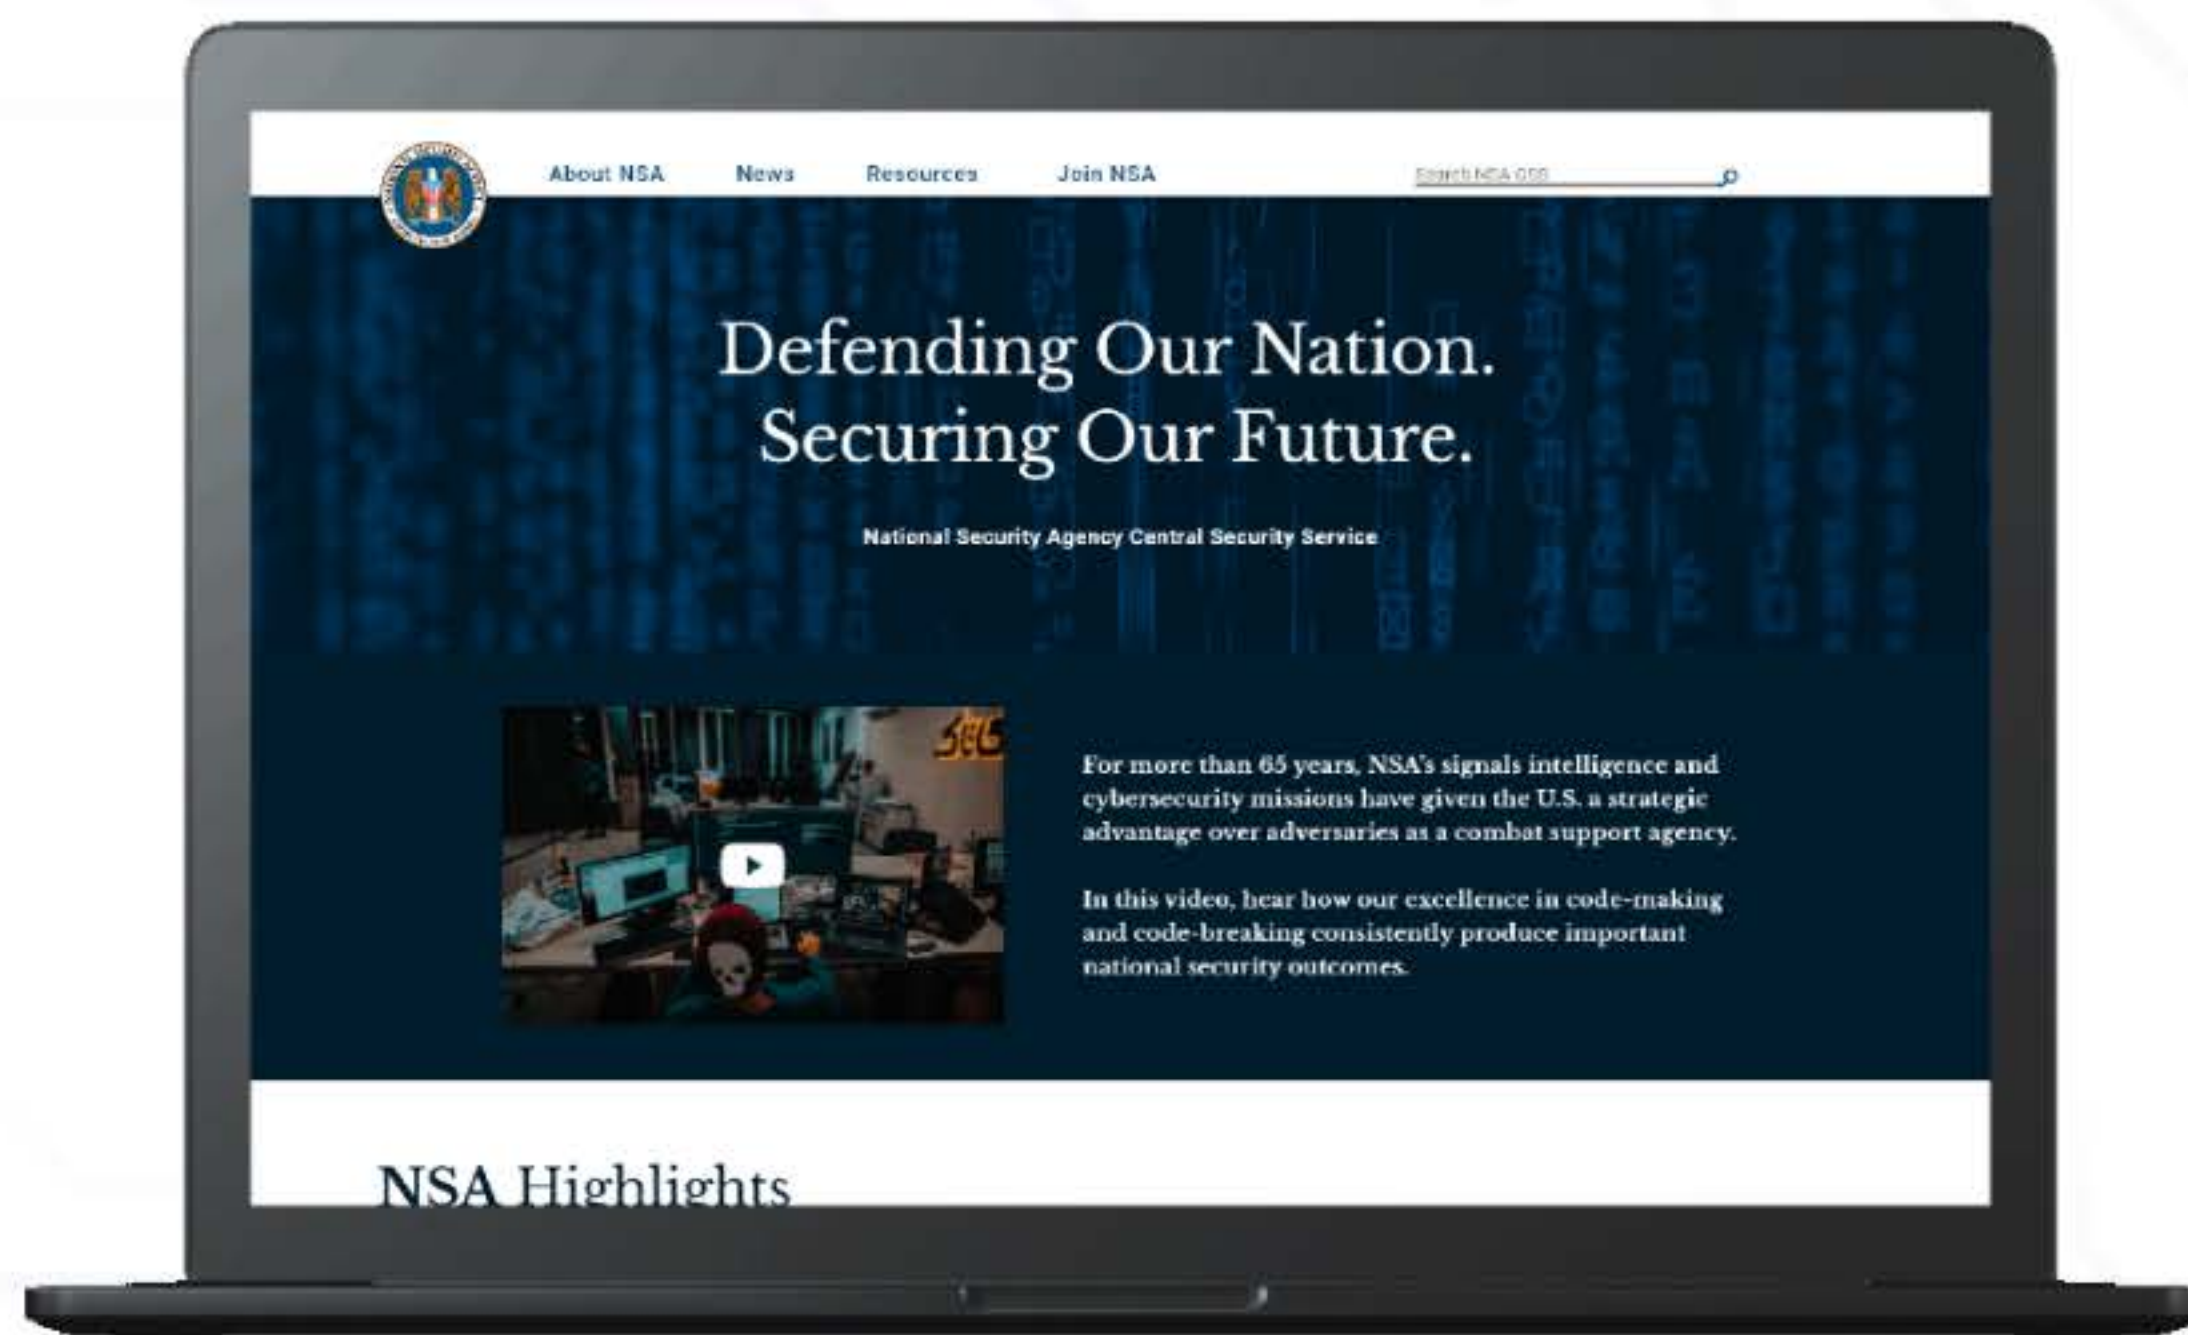 About NSA
News
Resources
Join NSA
Search NSA CSS
Defending Our Nation.
Securing Our Future.
National Security Agency Central Security Service
For more than 65 years, NSA's signals intelligence and
cybersecurity missions have given the U.S. a strategic
advantage over adversaries as a combat support agency.
In this video, hear how our excellence in code-making
and code-breaking consistently produce important
national security outcomes.
NSA Highlights